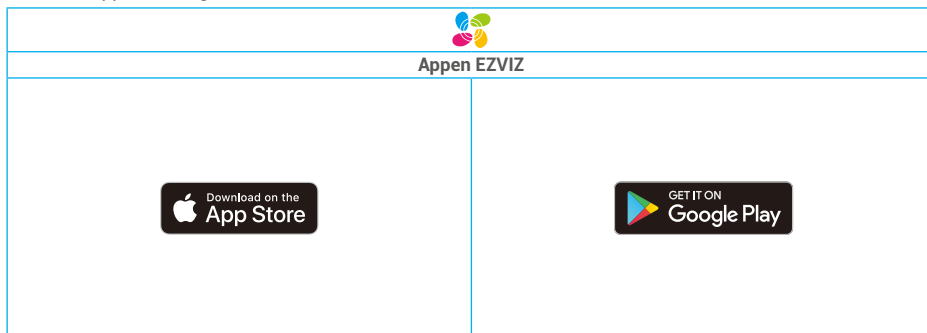 Appen EZVIZ
Download on the
App Store
GET IT ON
Google Play